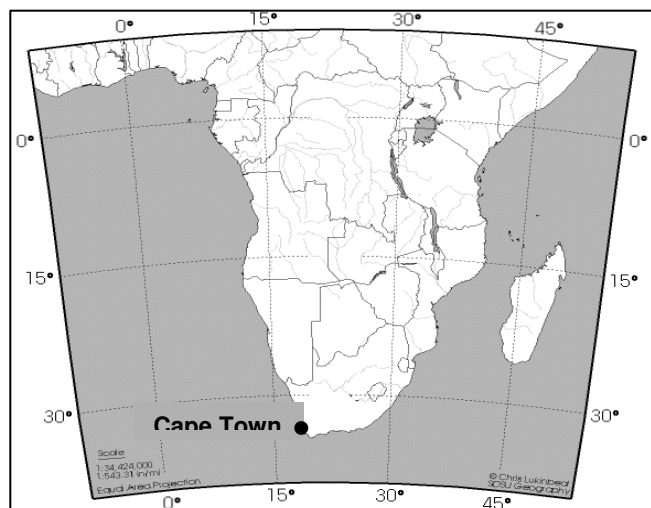 0° 15° 30° 45°
0° 0°
15° 15°
30° 30°
Cape Town
Scale
1:34,424,000
1:543.31 in/mi
Equal Area Projection
© Chris Lukinbeal
SDSU Geography
0° 15° 30° 45°